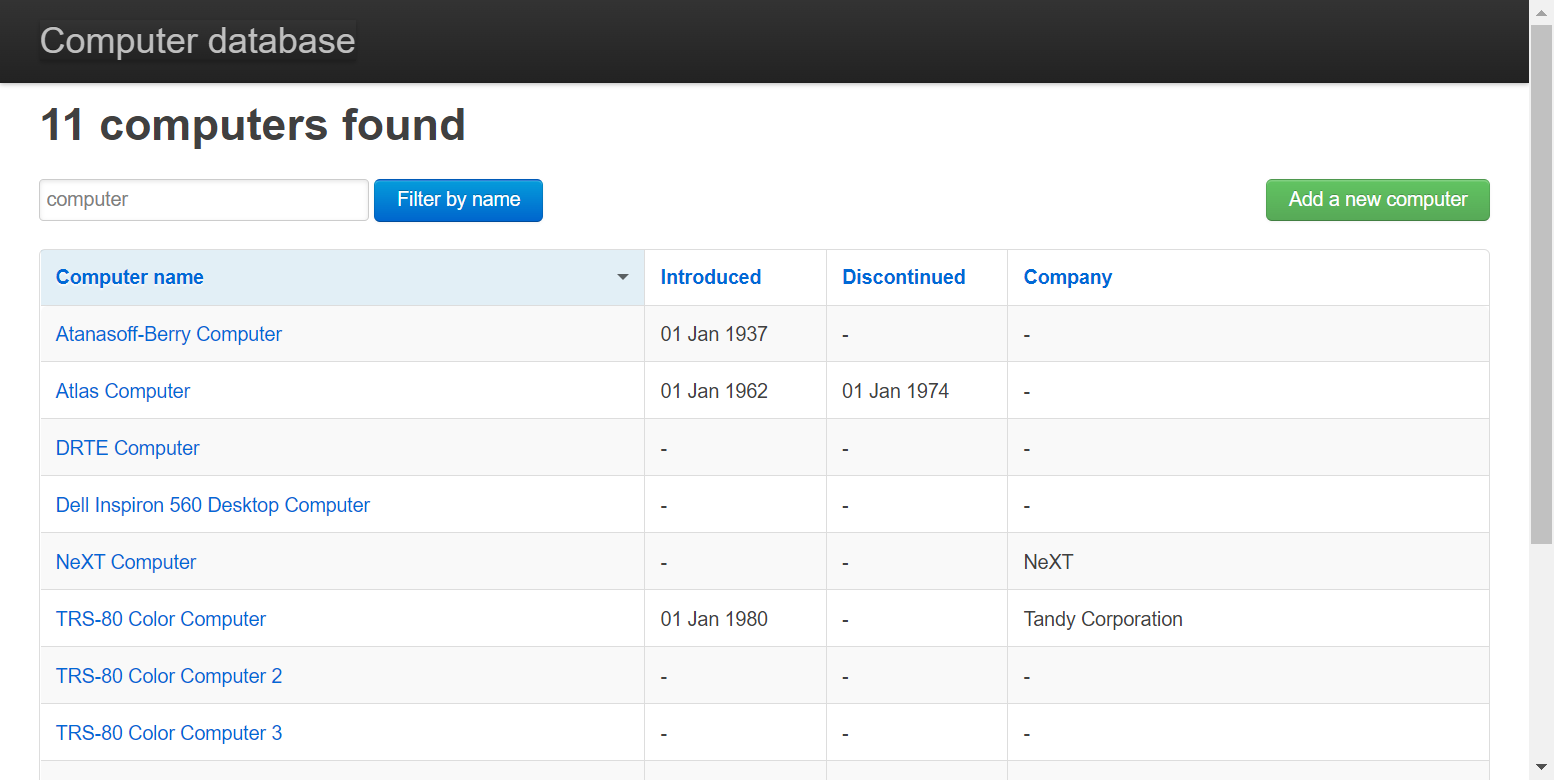 Computer database
11 computers found
computer Filter by name Add a new computer
Computer name Introduced Discontinued Company
Atanasoff-Berry Computer 01 Jan 1937 - -
Atlas Computer 01 Jan 1962 01 Jan 1974 -
DRTE Computer - - -
Dell Inspiron 560 Desktop Computer - - -
NeXT Computer - - NeXT
TRS-80 Color Computer 01 Jan 1980 - Tandy Corporation
TRS-80 Color Computer 2 - - -
TRS-80 Color Computer 3 - - -